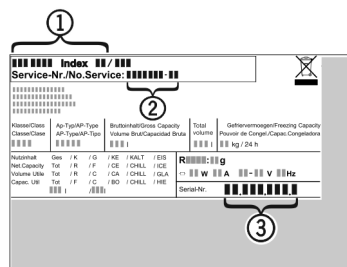 1
Index /
Service-Nr./No.Service: -
2
Klasse/Class Ap-Typ/AP-Type Bruttoinhalt/Gross Capacity Total Gefriervermoegen/Freezing Capacity
Classe/Clase AP-Type/AP-Tipo Volume Brut/Capacidad Bruta volume Pouvoir de Congel./Capac.Congeladora
l l kg / 24 h
Nutzinhalt Ges / K / G / KE / KALT / EIS
Net.Capacity Tot / R / F / CE / CHILL / ICE
Volume Utile Tot / R / C / CA / CHILL / GLA
Capac. Util Tot / F / C / BO / CHILL / HIE
l / l
R : g
W A - V Hz
Serial-Nr. . . .
3